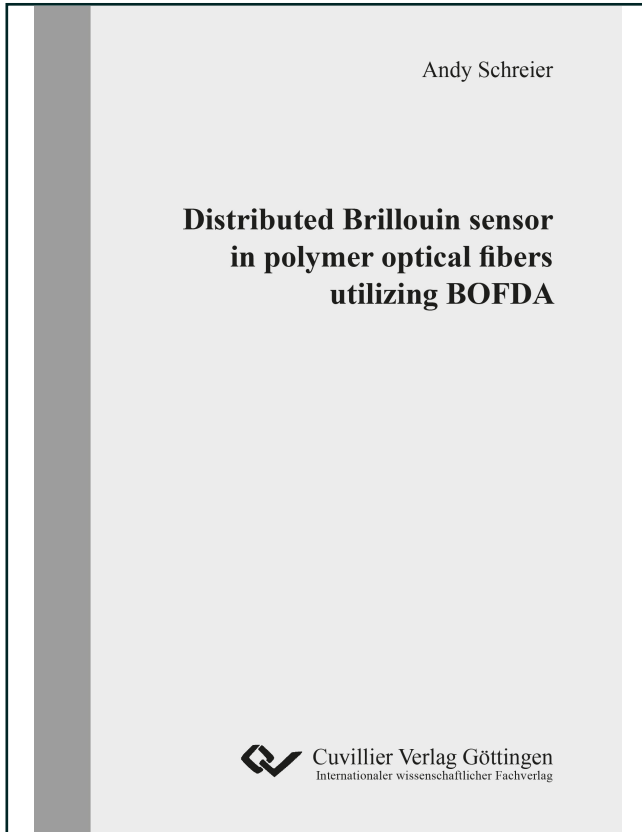 Andy Schreier
Distributed Brillouin sensor
in polymer optical fibers
utilizing BOFDA
Cuvillier Verlag Göttingen
Internationaler wissenschaftlicher Fachverlag